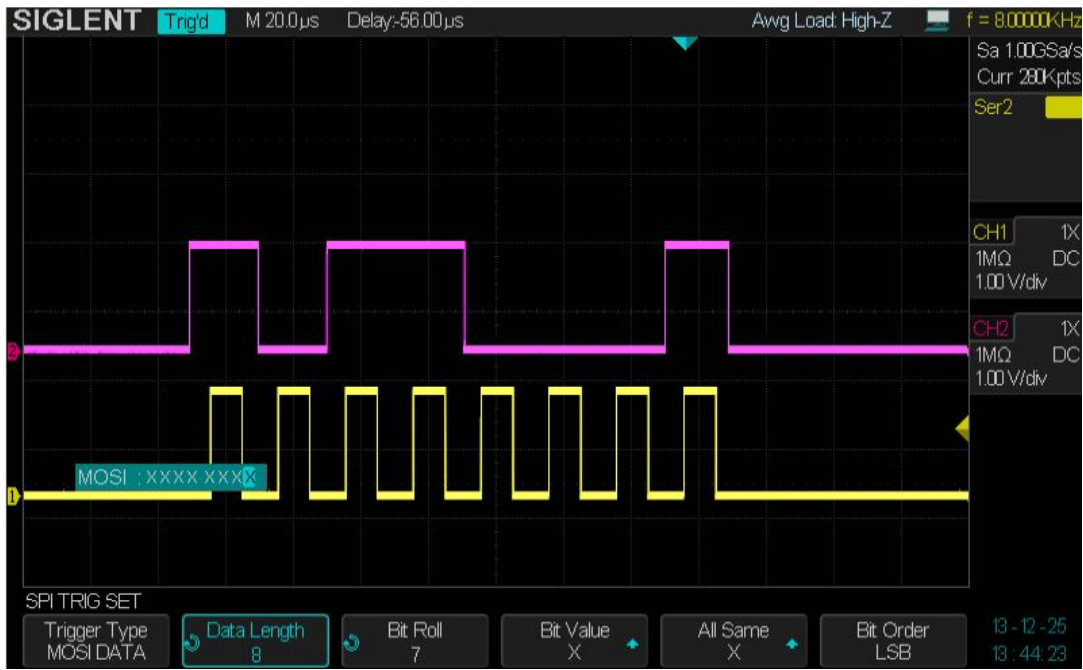 SIGLENT Trig'd M 20.0µs Delay:-56.00µs Awg Load: High-Z f = 8.00000KHz
Sa 1.00GSa/s
Curr 280Kpts
Ser2
CH1 1X
1MΩ DC
1.00 V/div
2
CH2 1X
1MΩ DC
1.00 V/div
MOSI :XXXX XXXX
1
SPI TRIG SET
Trigger Type
MOSI DATA
Data Length
8
Bit Roll
7
Bit Value
X
All Same
X
Bit Order
LSB
13-12-25
13:44:23